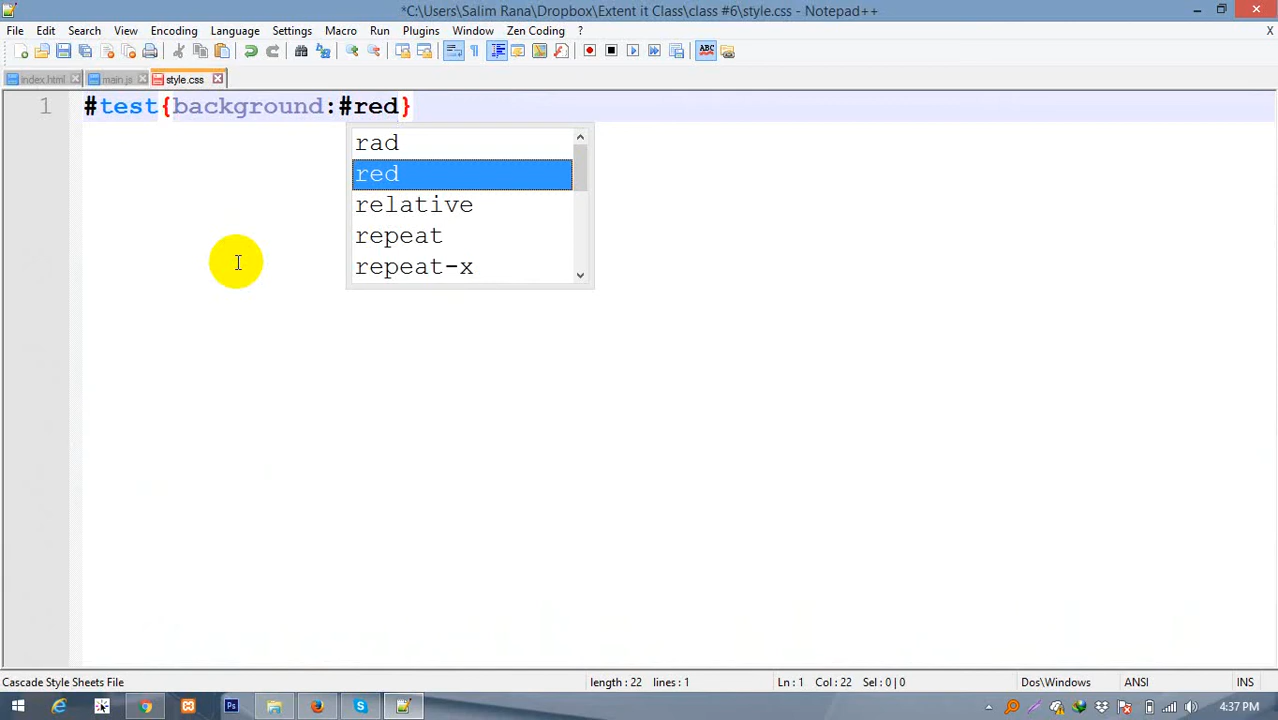 *C:\Users\Salim Rana\Dropbox\Extent it Class\class #6\style.css - Notepad++
File Edit Search View Encoding Language Settings Macro Run Plugins Window Zen Coding ? X
ABC
index.html main.js style.css
1 #test{background:#red}
rad
red
relative
repeat
repeat-x
Cascade Style Sheets File length : 22 lines : 1 Ln : 1 Col : 22 Sel : 0 | 0 Dos\Windows ANSI INS
Ps 4:37 PM